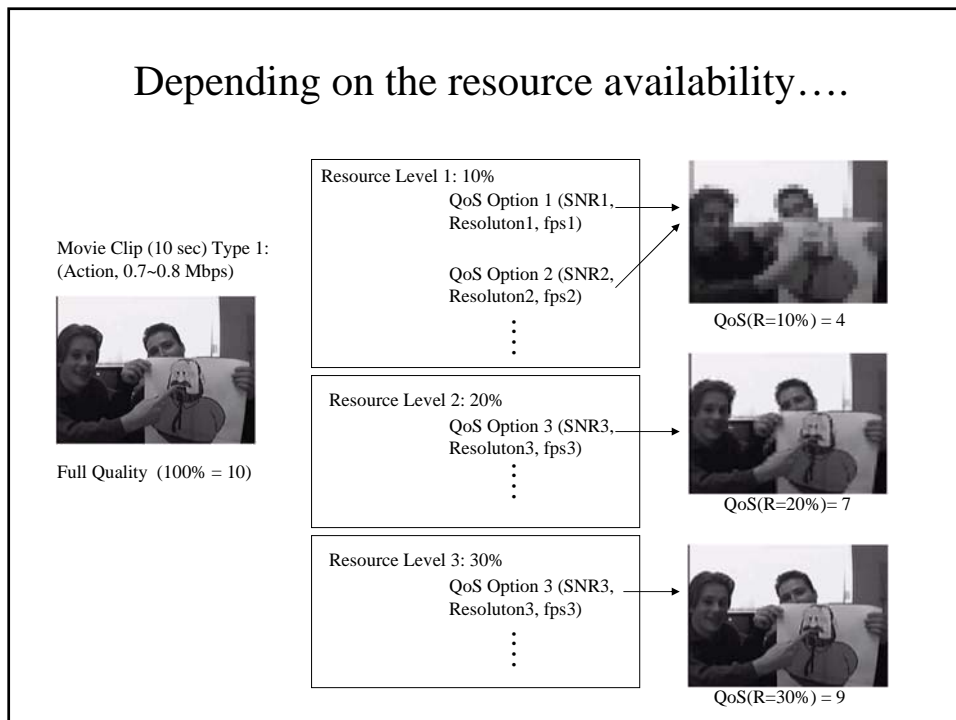 Depending on the resource availability….
Movie Clip (10 sec) Type 1:
(Action, 0.7~0.8 Mbps)
Full Quality  (100% = 10)
Resource Level 1: 10%
QoS Option 1 (SNR1,
Resoluton1, fps1)
QoS Option 2 (SNR2,
Resoluton2, fps2)
QoS(R=10%) = 4
Resource Level 2: 20%
QoS Option 3 (SNR3,
Resoluton3, fps3)
QoS(R=20%)= 7
Resource Level 3: 30%
QoS Option 3 (SNR3,
Resoluton3, fps3)
QoS(R=30%) = 9